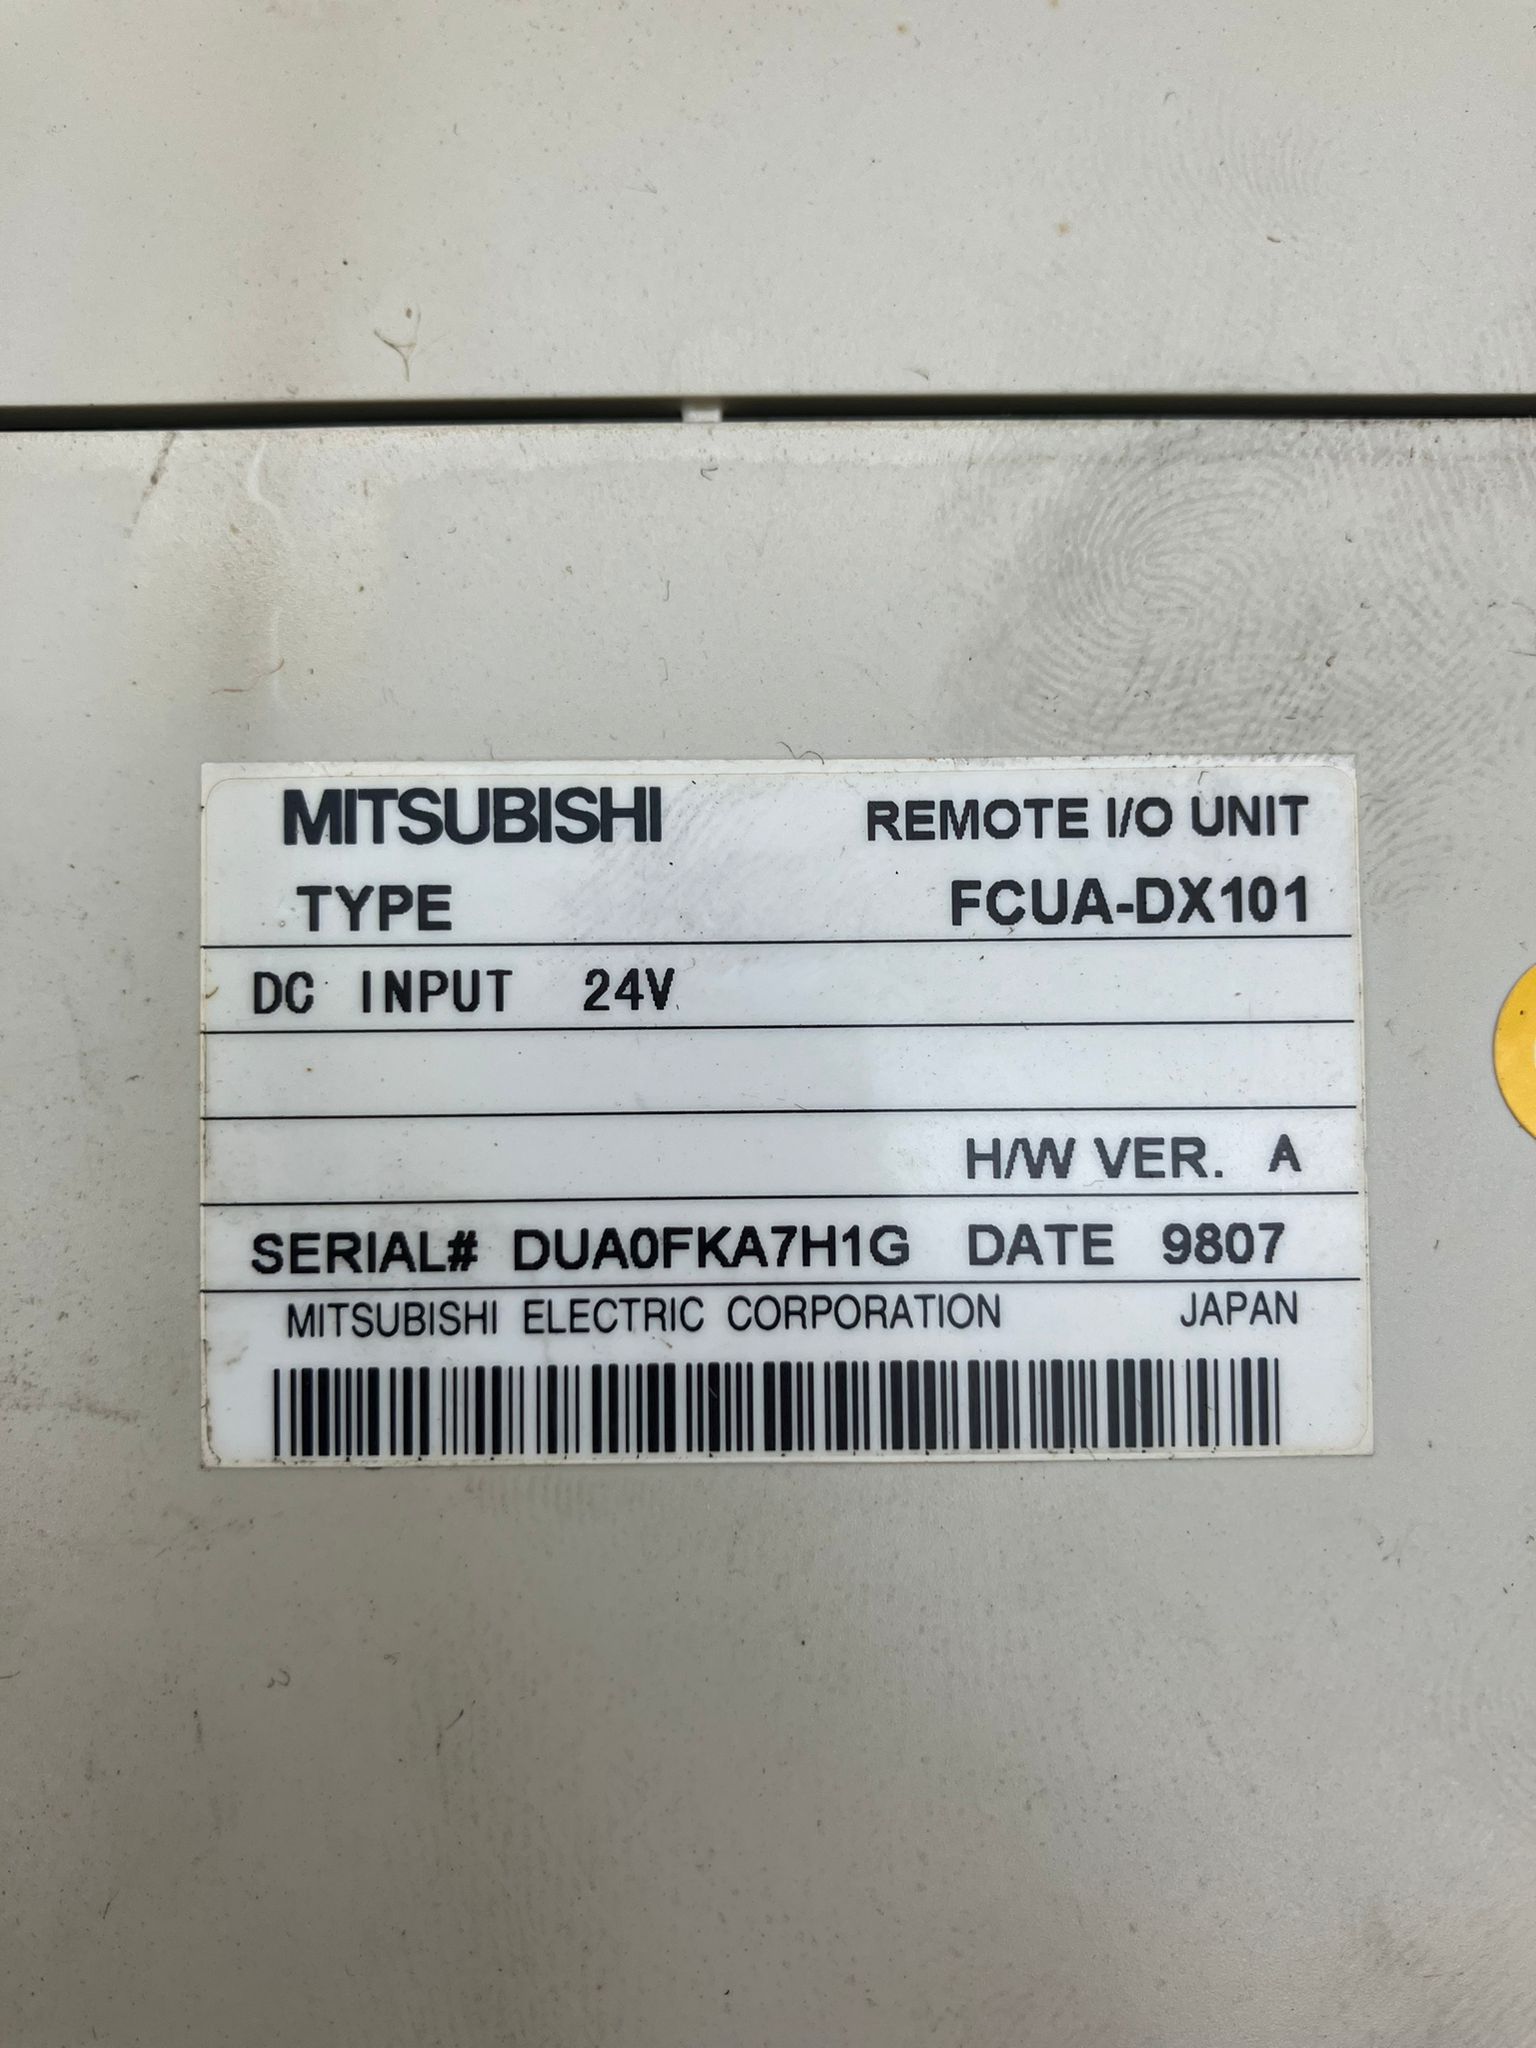 MITSUBISHI REMOTE I/O UNIT
TYPE FCUA-DX101
DC INPUT 24V
H/W VER. A
SERIAL# DUA0FKA7H1G DATE 9807
MITSUBISHI ELECTRIC CORPORATION JAPAN